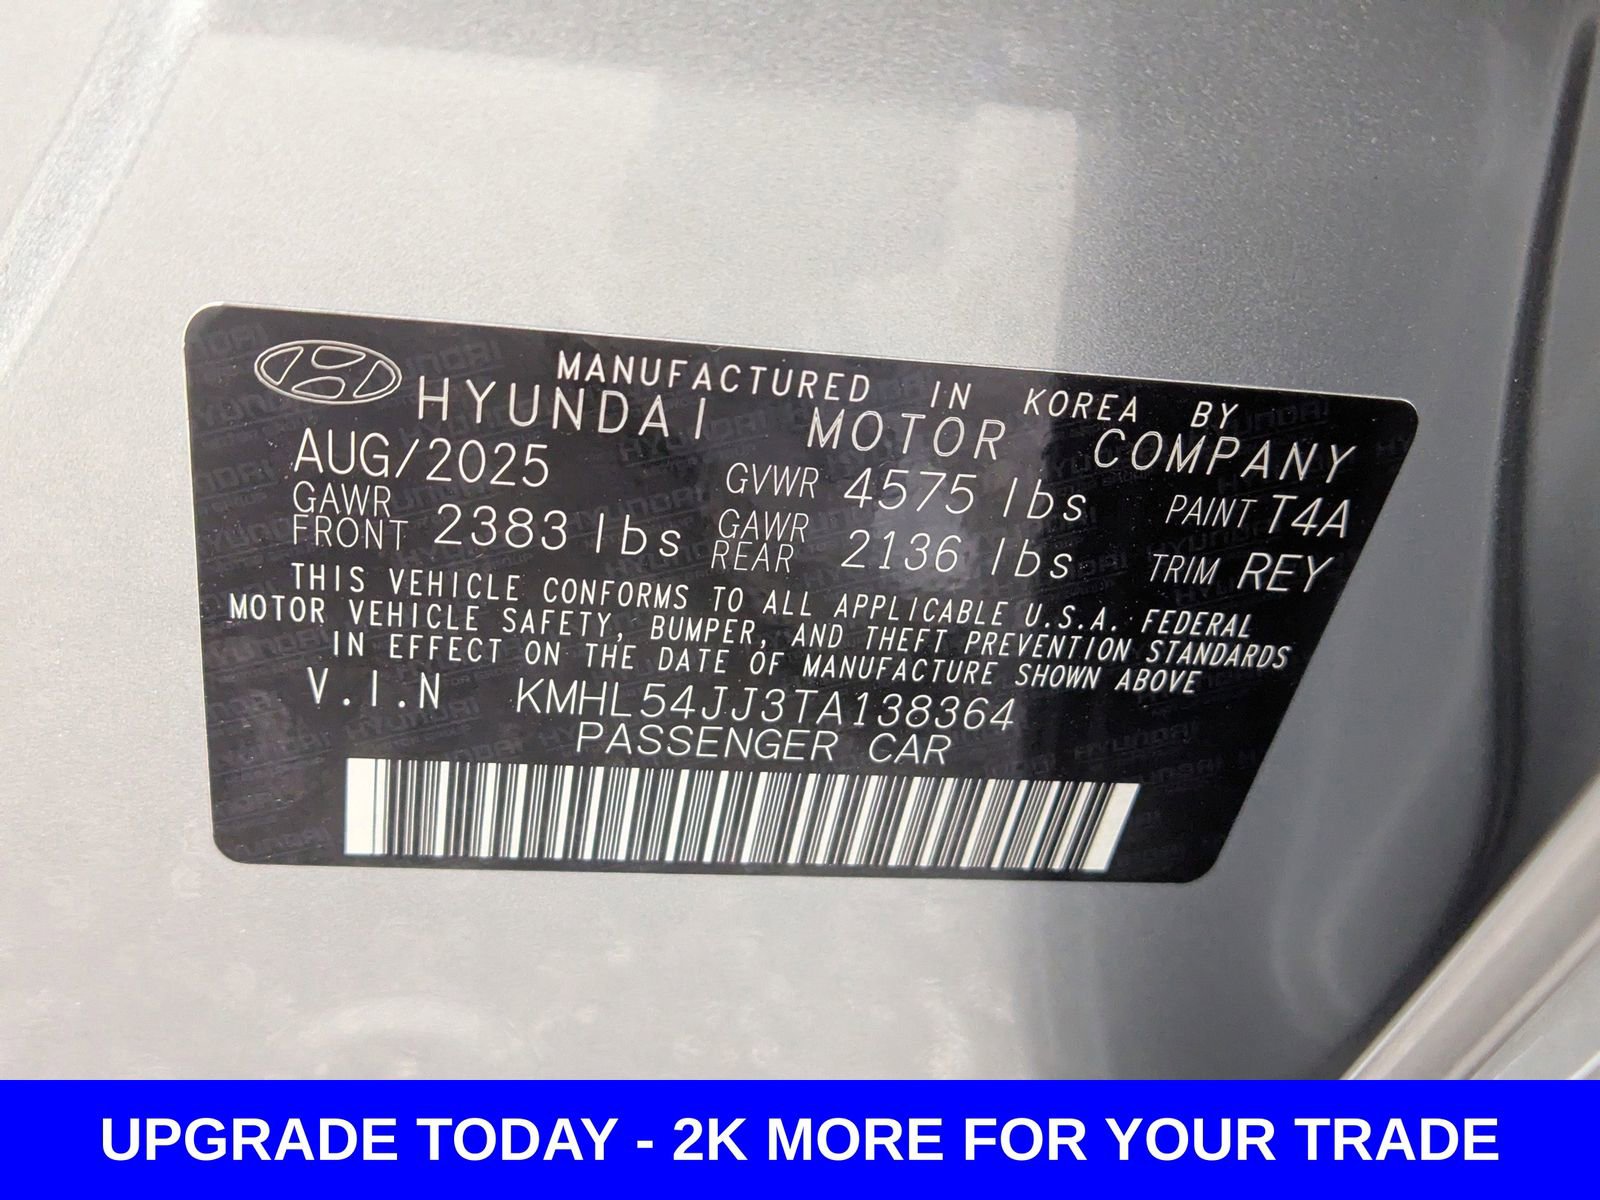 MANUFACTURED IN KOREA BY
HYUNDAI MOTOR COMPANY
AUG/2025 GVWR 4575 lbs PAINT T4A
GAWR FRONT 2383 lbs GAWR REAR 2136 lbs TRIM REY
THIS VEHICLE CONFORMS TO ALL APPLICABLE U.S.A. FEDERAL
MOTOR VEHICLE SAFETY, BUMPER, AND THEFT PREVENTION STANDARDS
IN EFFECT ON THE DATE OF MANUFACTURE SHOWN ABOVE
V.I.N KMHL54JJ3TA138364
PASSENGER CAR
UPGRADE TODAY - 2K MORE FOR YOUR TRADE